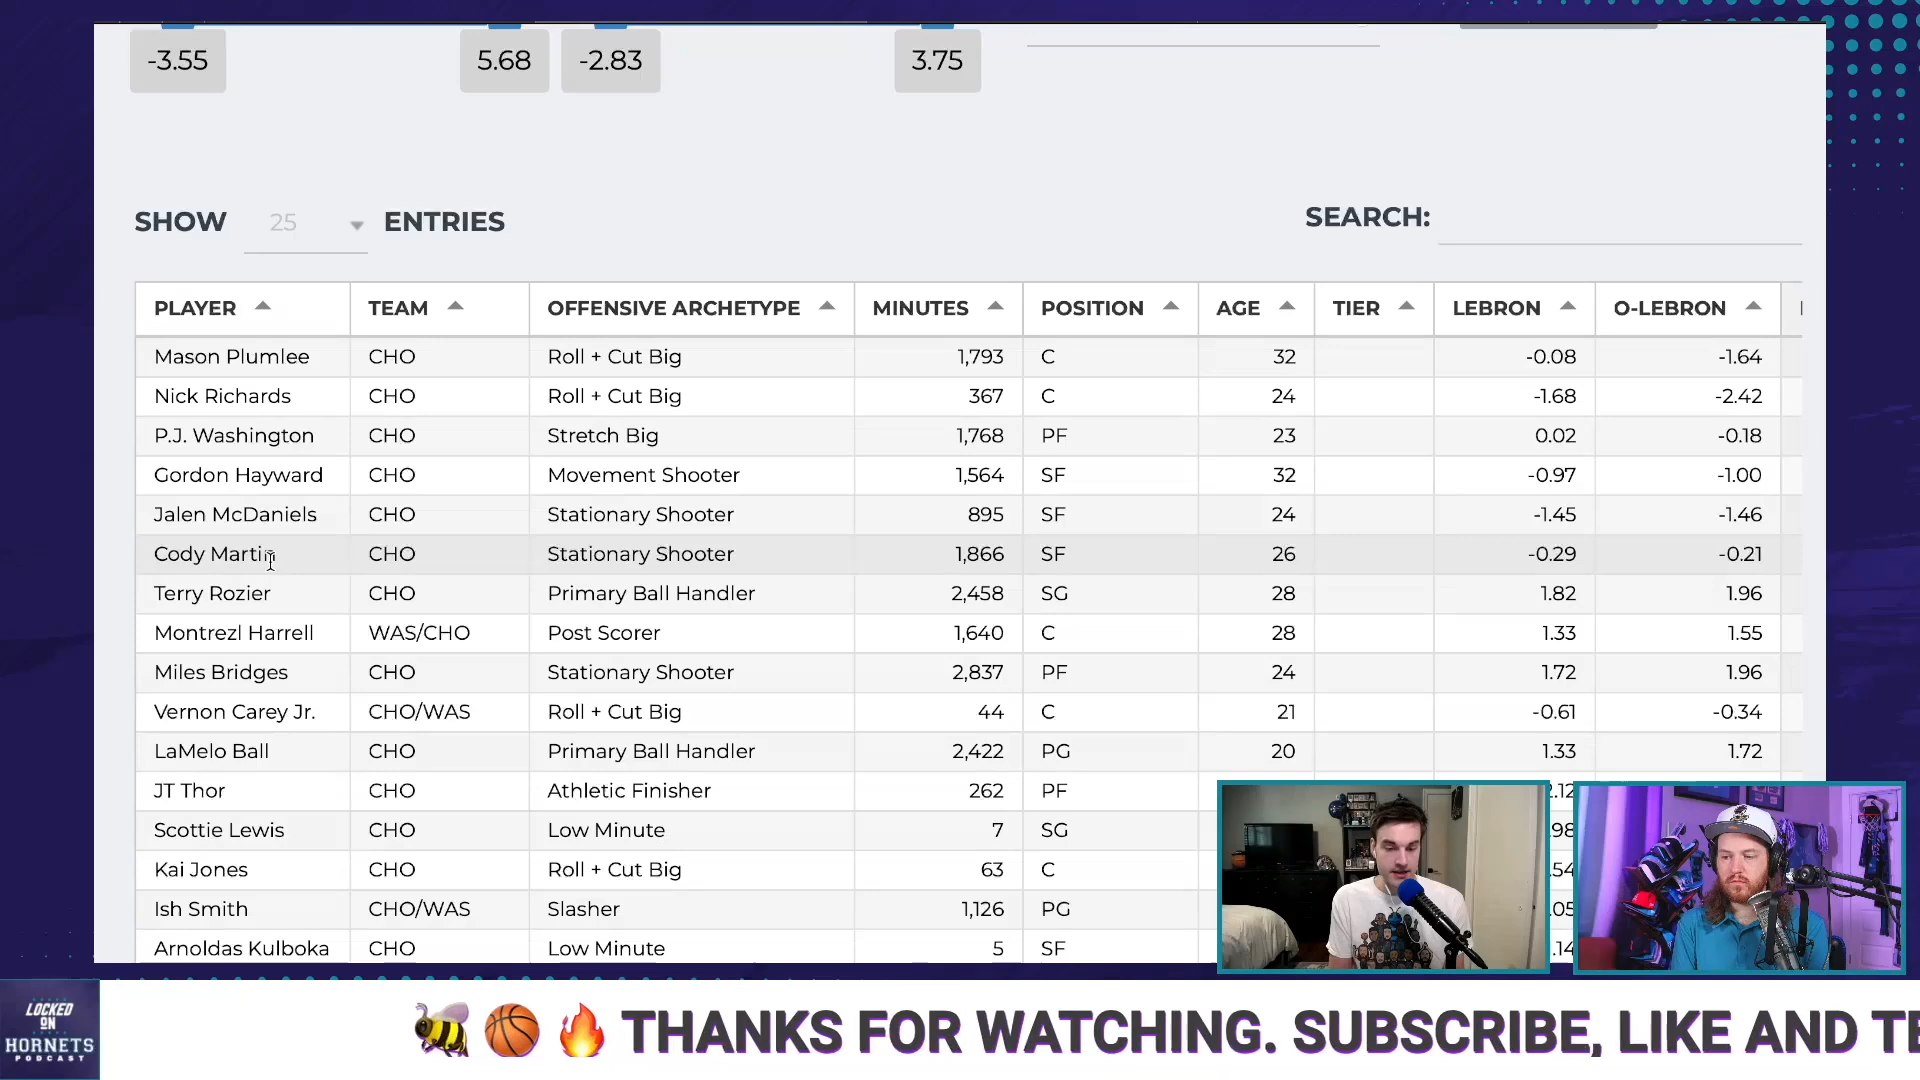 -3.55 5.68 -2.83 3.75
SHOW 25 ENTRIES SEARCH:
PLAYER TEAM OFFENSIVE ARCHETYPE MINUTES POSITION AGE TIER LEBRON O-LEBRON
Mason Plumlee CHO Roll + Cut Big 1,793 C 32 -0.08 -1.64
Nick Richards CHO Roll + Cut Big 367 C 24 -1.68 -2.42
P.J. Washington CHO Stretch Big 1,768 PF 23 0.02 -0.18
Gordon Hayward CHO Movement Shooter 1,564 SF 32 -0.97 -1.00
Jalen McDaniels CHO Stationary Shooter 895 SF 24 -1.45 -1.46
Cody Martin CHO Stationary Shooter 1,866 SF 26 -0.29 -0.21
Terry Rozier CHO Primary Ball Handler 2,458 SG 28 1.82 1.96
Montrezl Harrell WAS/CHO Post Scorer 1,640 C 28 1.33 1.55
Miles Bridges CHO Stationary Shooter 2,837 PF 24 1.72 1.96
Vernon Carey Jr. CHO/WAS Roll + Cut Big 44 C 21 -0.61 -0.34
LaMelo Ball CHO Primary Ball Handler 2,422 PG 20 1.33 1.72
JT Thor CHO Athletic Finisher 262 PF
Scottie Lewis CHO Low Minute 7 SG
Kai Jones CHO Roll + Cut Big 63 C
Ish Smith CHO/WAS Slasher 1,126 PG
Arnoldas Kulboka CHO Low Minute 5 SF
LOCKED
ON
HORNETS
PODCAST
THANKS FOR WATCHING. SUBSCRIBE, LIKE AND TE